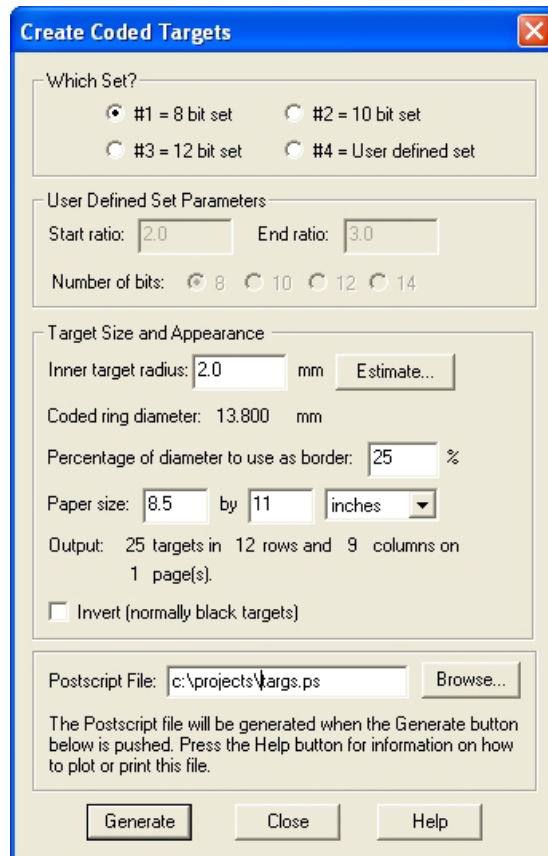 Create Coded Targets
Which Set?
#1 = 8 bit set #2 = 10 bit set
#3 = 12 bit set #4 = User defined set
User Defined Set Parameters
Start ratio: 2.0 End ratio: 3.0
Number of bits: 8 10 12 14
Target Size and Appearance
Inner target radius: 2.0 mm Estimate...
Coded ring diameter: 13.800 mm
Percentage of diameter to use as border: 25 %
Paper size: 8.5 by 11 inches
Output: 25 targets in 12 rows and 9 columns on
1 page(s).
Invert (normally black targets)
Postscript File: c:\projects\targs.ps Browse...
The Postscript file will be generated when the Generate button
below is pushed. Press the Help button for information on how
to plot or print this file.
Generate Close Help